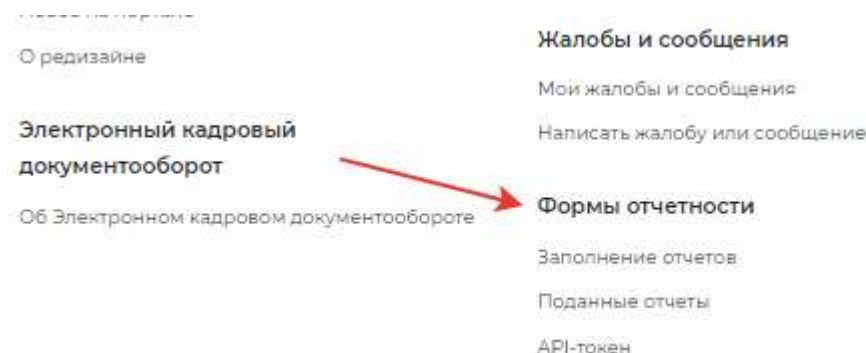 О редизайне
Электронный кадровый
документооборот
Об Электронном кадровом документообороте
Жалобы и сообщения
Мои жалобы и сообщения
Написать жалобу или сообщение
Формы отчетности
Заполнение отчетов
Поданные отчеты
API-токен